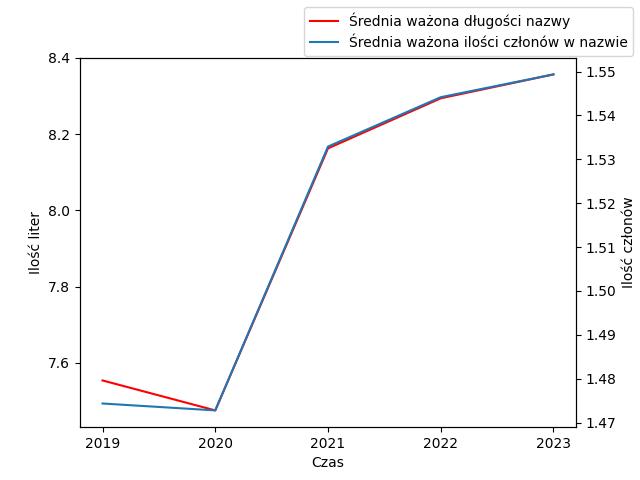 Średnia ważona długości nazwy
Średnia ważona ilości członów w nazwie
8.4
8.2
8.0
7.8
7.6
Ilość liter
1.55
1.54
1.53
1.52
1.51
1.50
1.49
1.48
1.47
Ilość członów
2019 2020 2021 2022 2023
Czas